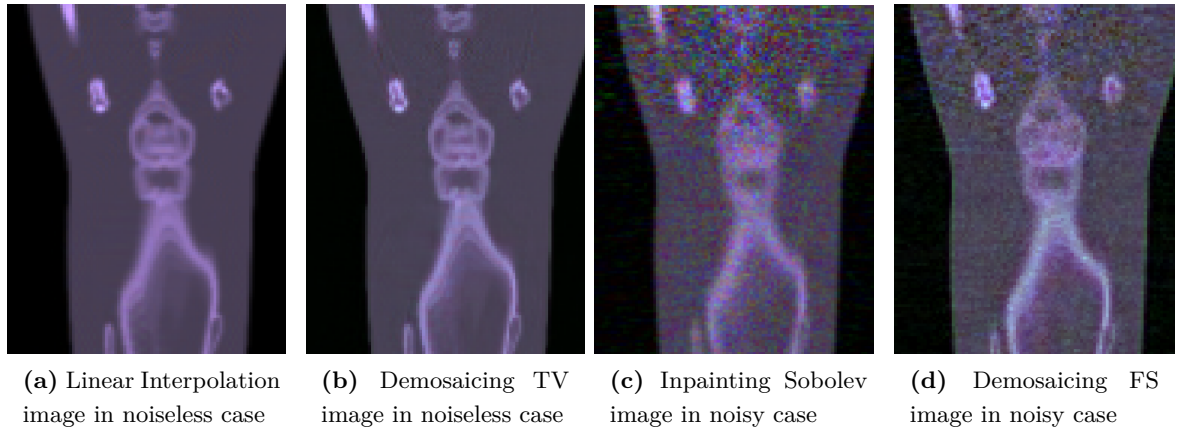 (a) Linear Interpolation
image in noiseless case
(b) Demosaicing TV
image in noiseless case
(c) Inpainting Sobolev
image in noisy case
(d) Demosaicing FS
image in noisy case